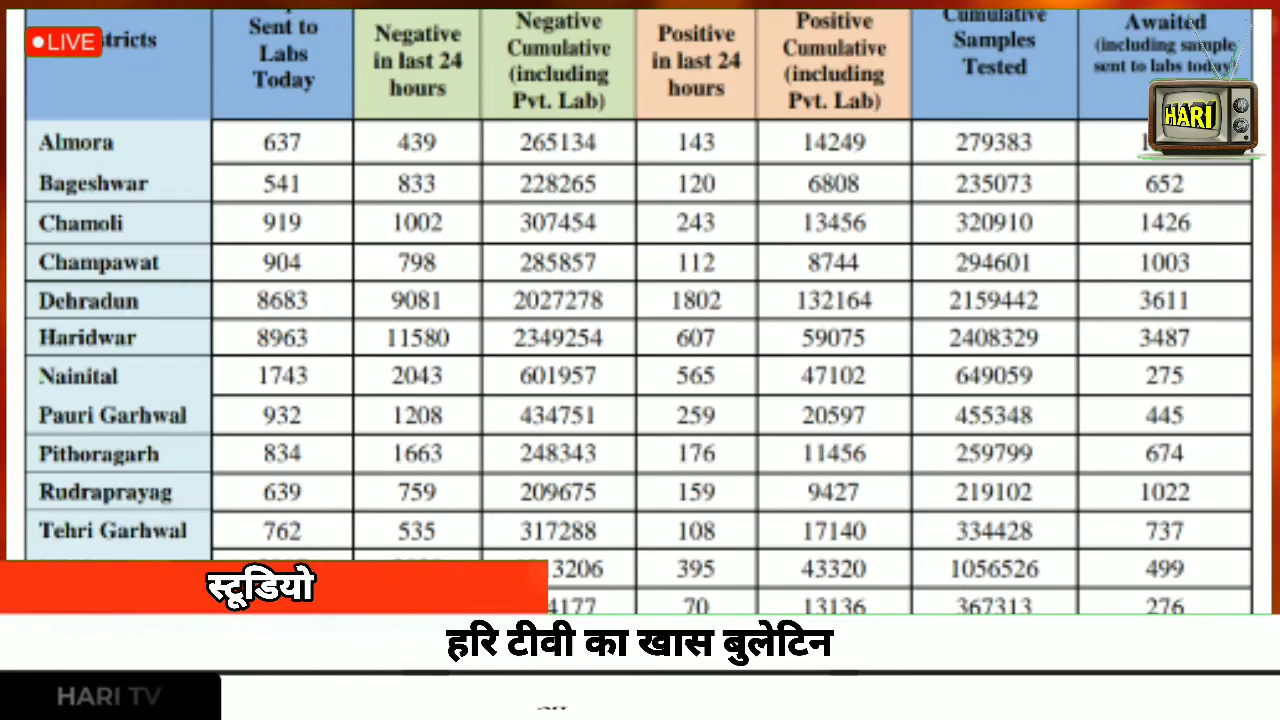 LIVE
stricts
Sent to Labs Today
Negative in last 24 hours
Negative Cumulative (including Pvt. Lab)
Positive in last 24 hours
Positive Cumulative (including Pvt. Lab)
Cumulative Samples Tested
Awaited (including sample sent to labs today)
HARI
Almora 637 439 265134 143 14249 279383
Bageshwar 541 833 228265 120 6808 235073 652
Chamoli 919 1002 307454 243 13456 320910 1426
Champawat 904 798 285857 112 8744 294601 1003
Dehradun 8683 9081 2027278 1802 132164 2159442 3611
Haridwar 8963 11580 2349254 607 59075 2408329 3487
Nainital 1743 2043 601957 565 47102 649059 275
Pauri Garhwal 932 1208 434751 259 20597 455348 445
Pithoragarh 834 1663 248343 176 11456 259799 674
Rudraprayag 639 759 209675 159 9427 219102 1022
Tehri Garhwal 762 535 317288 108 17140 334428 737
3206 395 43320 1056526 499
4177 70 13136 367313 276
स्टूडियो
हरि टीवी का खास बुलेटिन
HARI TV